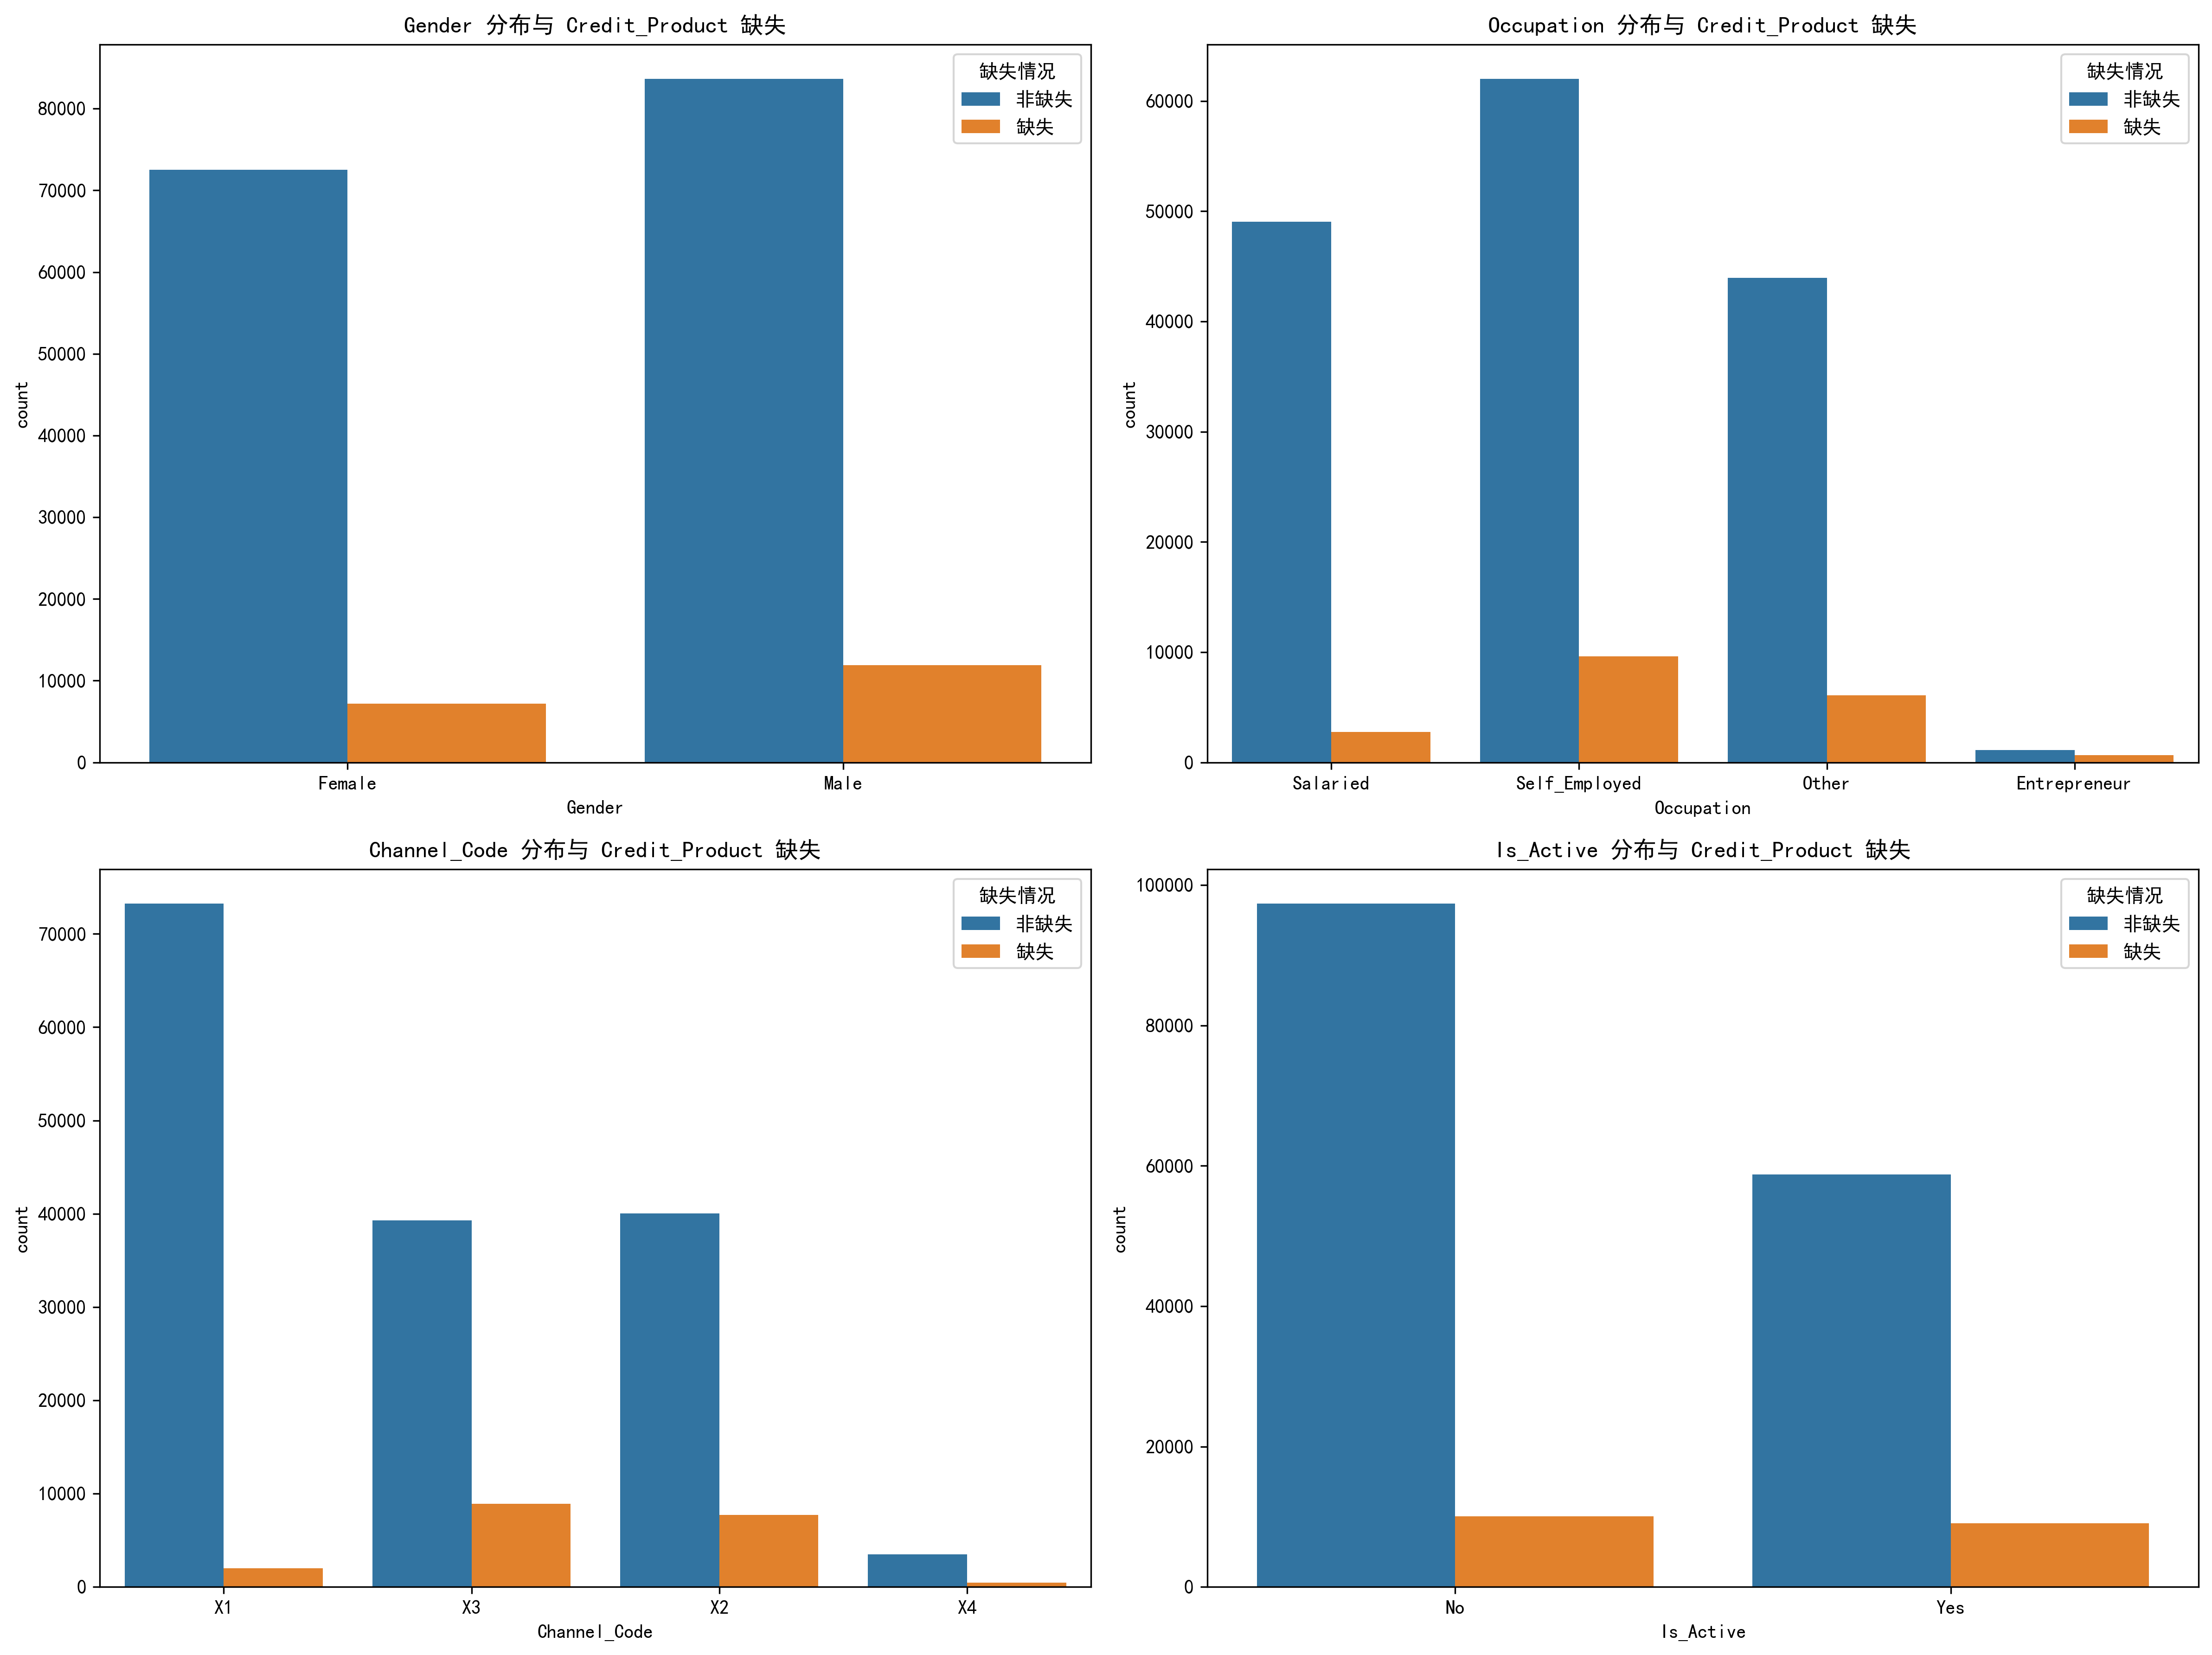 Gender 分布与 Credit_Product 缺失
缺失情况
非缺失
缺失
80000
70000
60000
50000
40000
30000
20000
10000
0
count
Female
Male
Gender
Occupation 分布与 Credit_Product 缺失
缺失情况
非缺失
缺失
60000
50000
40000
30000
20000
10000
0
count
Salaried
Self_Employed
Other
Entrepreneur
Occupation
Channel_Code 分布与 Credit_Product 缺失
缺失情况
非缺失
缺失
70000
60000
50000
40000
30000
20000
10000
0
count
X1
X3
X2
X4
Channel_Code
Is_Active 分布与 Credit_Product 缺失
缺失情况
非缺失
缺失
100000
80000
60000
40000
20000
0
count
No
Yes
Is_Active